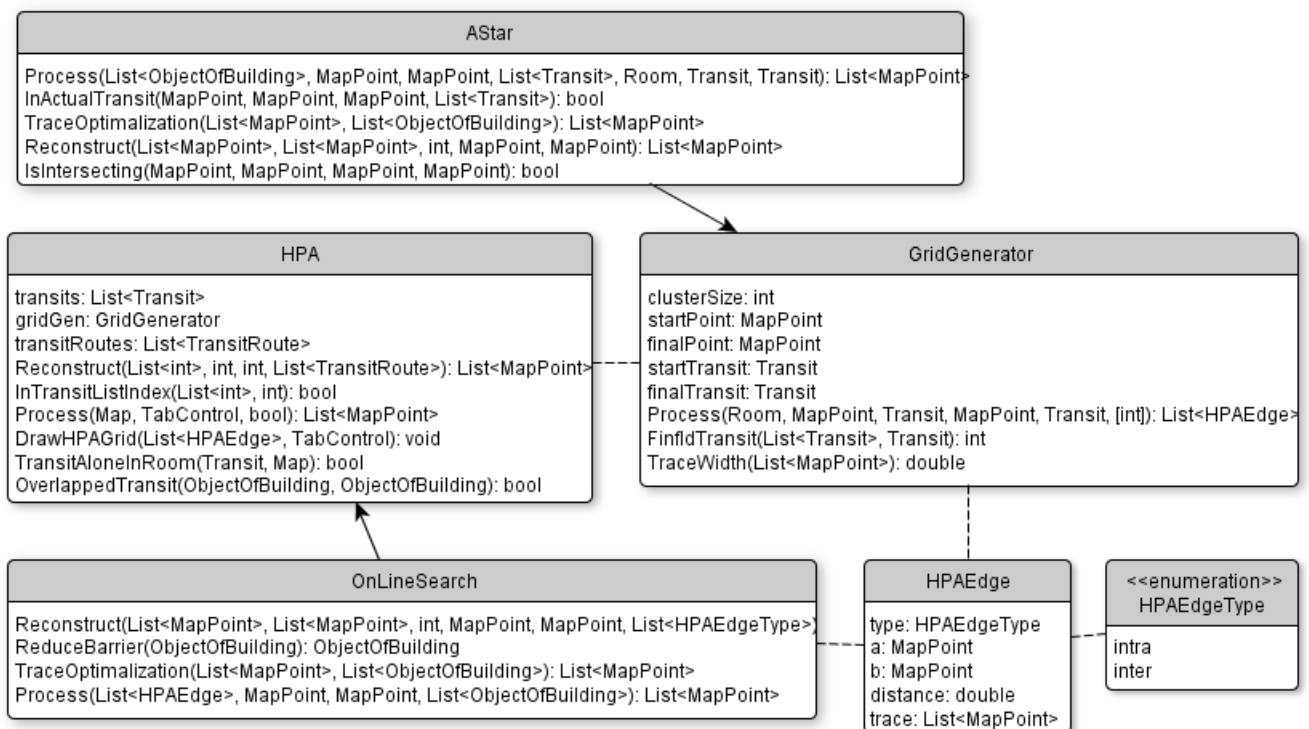 AStar
Process(List<ObjectOfBuilding>, MapPoint, MapPoint, List<Transit>, Room, Transit, Transit): List<MapPoint>
InActualTransit(MapPoint, MapPoint, MapPoint, List<Transit>): bool
TraceOptimalization(List<MapPoint>, List<ObjectOfBuilding>): List<MapPoint>
Reconstruct(List<MapPoint>, List<MapPoint>, int, MapPoint, MapPoint): List<MapPoint>
IsIntersecting(MapPoint, MapPoint, MapPoint, MapPoint): bool
HPA
transits: List<Transit>
gridGen: GridGenerator
transitRoutes: List<TransitRoute>
Reconstruct(List<int>, int, int, List<TransitRoute>): List<MapPoint>
InTransitListIndex(List<int>, int): bool
Process(Map, TabControl, bool): List<MapPoint>
DrawHPAGrid(List<HPAEdge>, TabControl): void
TransitAloneInRoom(Transit, Map): bool
OverlappedTransit(ObjectOfBuilding, ObjectOfBuilding): bool
GridGenerator
clusterSize: int
startPoint: MapPoint
finalPoint: MapPoint
startTransit: Transit
finalTransit: Transit
Process(Room, MapPoint, Transit, MapPoint, Transit, [int]): List<HPAEdge>
FinfIdTransit(List<Transit>, Transit): int
TraceWidth(List<MapPoint>): double
OnLineSearch
Reconstruct(List<MapPoint>, List<MapPoint>, int, MapPoint, MapPoint, List<HPAEdgeType>)
ReduceBarrier(ObjectOfBuilding): ObjectOfBuilding
TraceOptimalization(List<MapPoint>, List<ObjectOfBuilding>): List<MapPoint>
Process(List<HPAEdge>, MapPoint, MapPoint, List<ObjectOfBuilding>): List<MapPoint>
HPAEdge
type: HPAEdgeType
a: MapPoint
b: MapPoint
distance: double
trace: List<MapPoint>
<<enumeration>>
HPAEdgeType
intra
inter